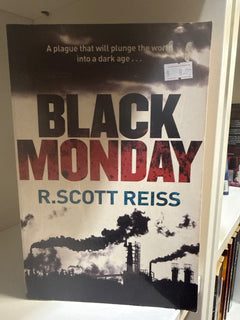 A plague that will plunge the world
into a dark age . . .
BLACK
MONDAY
R.SCOTT REISS